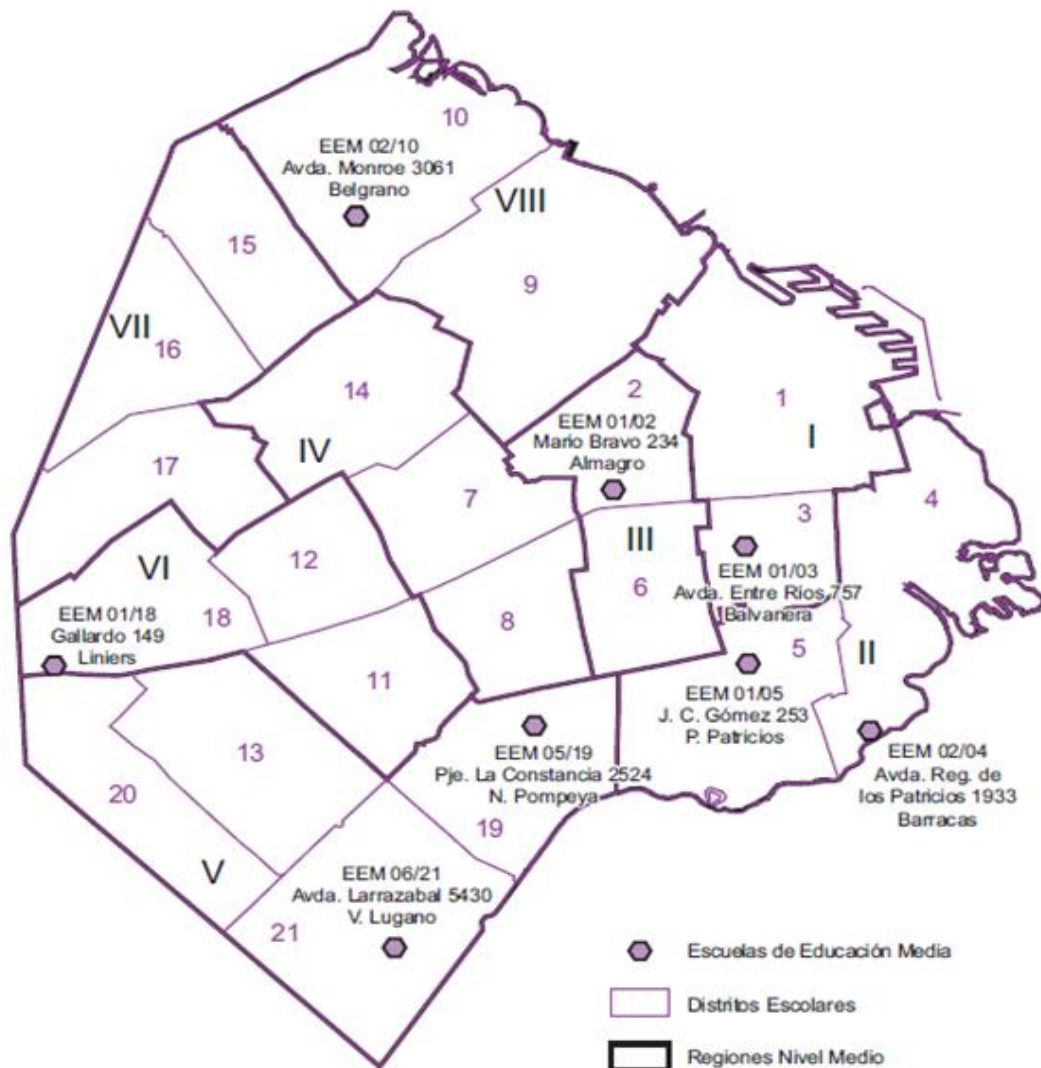 10
EEM 02/10
Avda. Monroe 3061
Belgrano
VIII
15
9
VII
16
14
2
1
EEM 01/02
Mario Bravo 234
Almagro
I
IV
17
7
3
4
III
12
VI
EEM 01/03
Avda. Entre Ríos 757
Balvanera
6
EEM 01/18
Gallardo 149
Liniers
18
8
5
II
11
EEM 01/05
J. C. Gómez 253
P. Patricios
13
EEM 05/19
Pje. La Constancia 2524
N. Pompeya
EEM 02/04
Avda. Reg. de
los Patricios 1933
Barracas
20
19
V
EEM 06/21
Avda. Larrazabal 5430
V. Lugano
21
Escuelas de Educación Media
Distritos Escolares
Regiones Nivel Medio